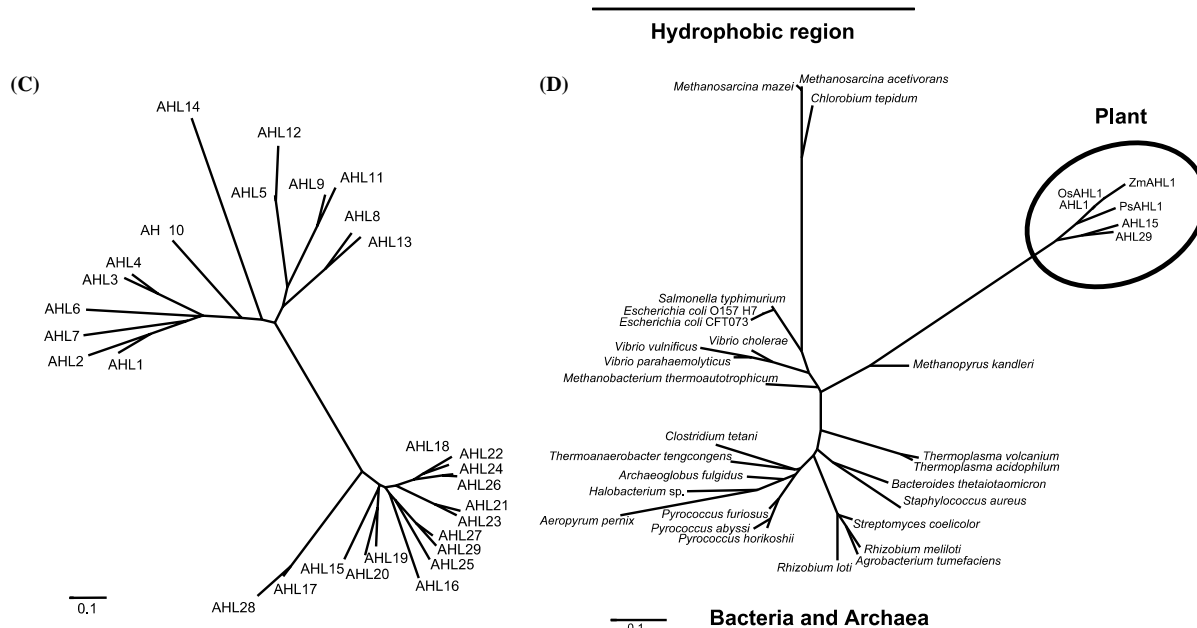 Hydrophobic region
(C)
AHL14
AHL12
AHL5
AHL9
AHL11
AHL8
AHL13
AH 10
AHL4
AHL3
AHL6
AHL7
AHL2
AHL1
AHL18
AHL22
AHL24
AHL26
AHL21
AHL23
AHL27
AHL29
AHL25
AHL16
AHL19
AHL20
AHL15
AHL17
AHL28
0.1
(D)
Methanosarcina acetivorans
Methanosarcina mazei
Chlorobium tepidum
Plant
ZmAHL1
OsAHL1
AHL1
PsAHL1
AHL15
AHL29
Salmonella typhimurium
Escherichia coli O157 H7
Escherichia coli CFT073
Vibrio cholerae
Vibrio vulnificus
Vibrio parahaemolyticus
Methanobacterium thermoautotrophicum
Methanopyrus kandleri
Clostridium tetani
Thermoanaerobacter tengcongens
Archaeoglobus fulgidus
Halobacterium sp.
Aeropyrum pernix
Pyrococcus furiosus
Pyrococcus abyssi
Pyrococcus horikoshii
Thermoplasma volcanium
Thermoplasma acidophilum
Bacteroides thetaiotaomicron
Staphylococcus aureus
Streptomyces coelicolor
Rhizobium meliloti
Agrobacterium tumefaciens
Rhizobium loti
Bacteria and Archaea
0.1